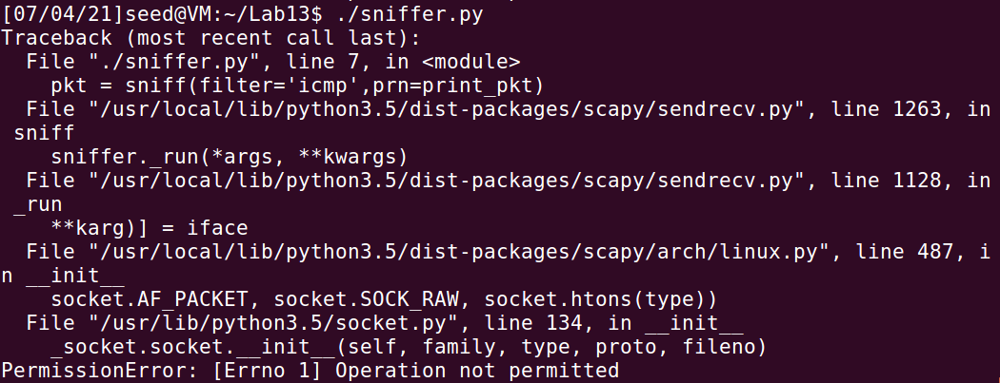 [07/04/21]seed@VM:~/Lab13$ ./sniffer.py
Traceback (most recent call last):
  File "./sniffer.py", line 7, in <module>
    pkt = sniff(filter='icmp',prn=print_pkt)
  File "/usr/local/lib/python3.5/dist-packages/scapy/sendrecv.py", line 1263, in
 sniff
    sniffer._run(*args, **kwargs)
  File "/usr/local/lib/python3.5/dist-packages/scapy/sendrecv.py", line 1128, in
 _run
    **karg)] = iface
  File "/usr/local/lib/python3.5/dist-packages/scapy/arch/linux.py", line 487, i
n __init__
    socket.AF_PACKET, socket.SOCK_RAW, socket.htons(type))
  File "/usr/lib/python3.5/socket.py", line 134, in __init__
    _socket.socket.__init__(self, family, type, proto, fileno)
PermissionError: [Errno 1] Operation not permitted